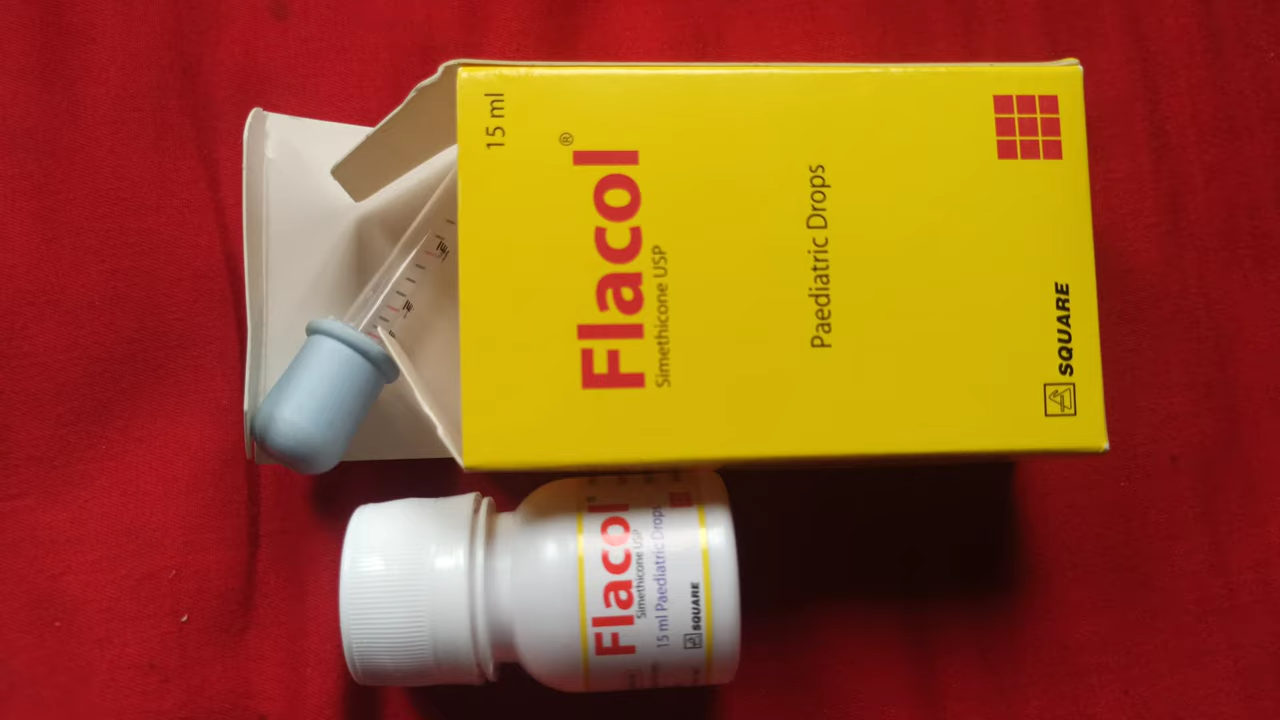 15 ml
Flacol®
Simethicone USP
Paediatric Drops
SQUARE
Flacol
Simethicone USP
15 ml Paediatric Drops
SQUARE